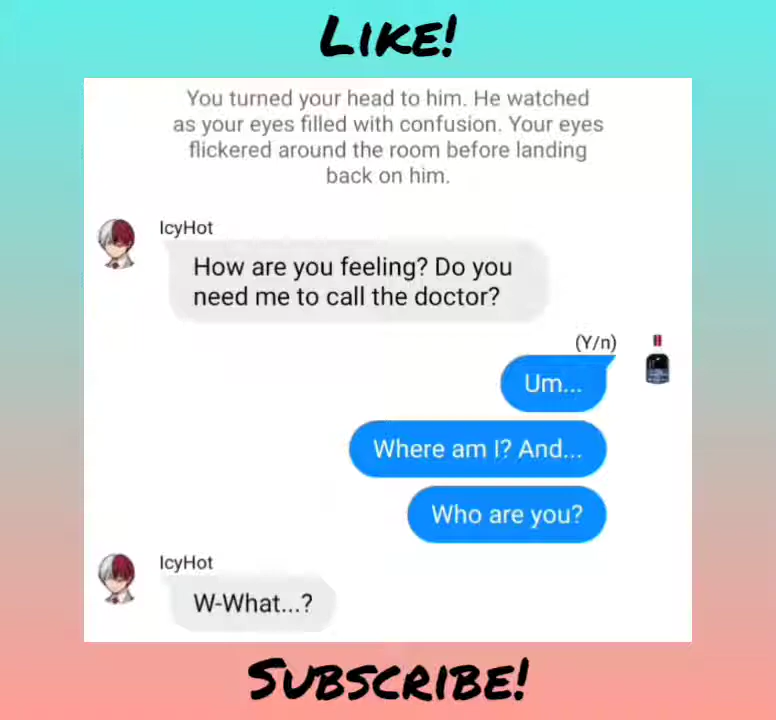 LIKE!
You turned your head to him. He watched
as your eyes filled with confusion. Your eyes
flickered around the room before landing
back on him.
IcyHot
How are you feeling? Do you
need me to call the doctor?
(Y/n)
Um...
Where am I? And...
Who are you?
IcyHot
W-What...?
SUBSCRIBE!